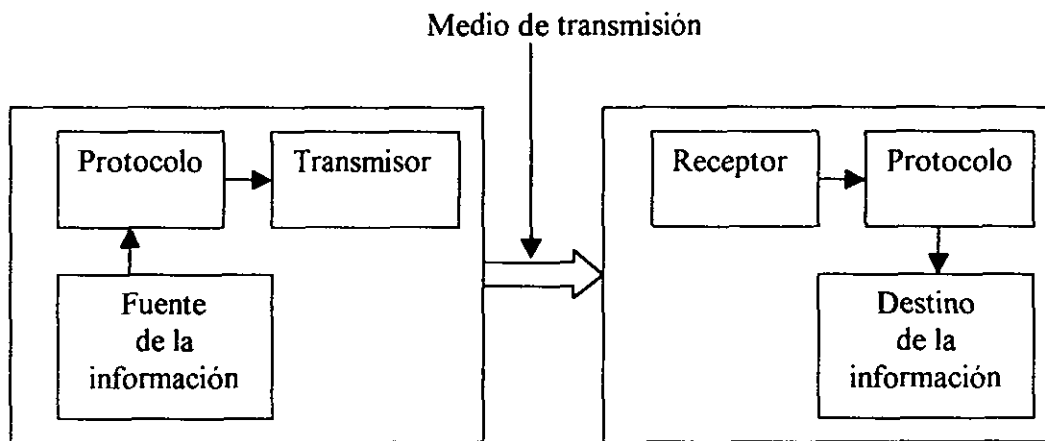 Medio de transmisión
Protocolo
Transmisor
Fuente
de la
información
Receptor
Protocolo
Destino
de la
información